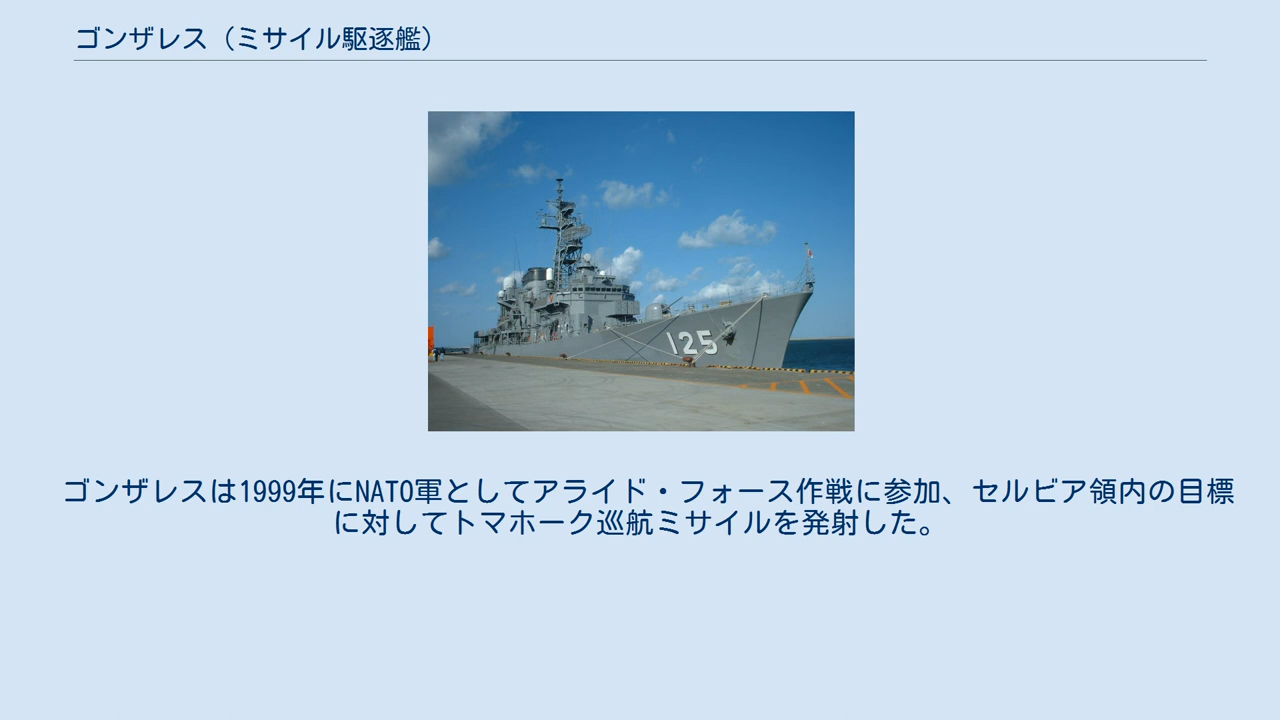 ゴンザレス（ミサイル駆逐艦）
125
ゴンザレスは1999年にNATO軍としてアライド・フォース作戦に参加、セルビア領内の目標
に対してトマホーク巡航ミサイルを発射した。